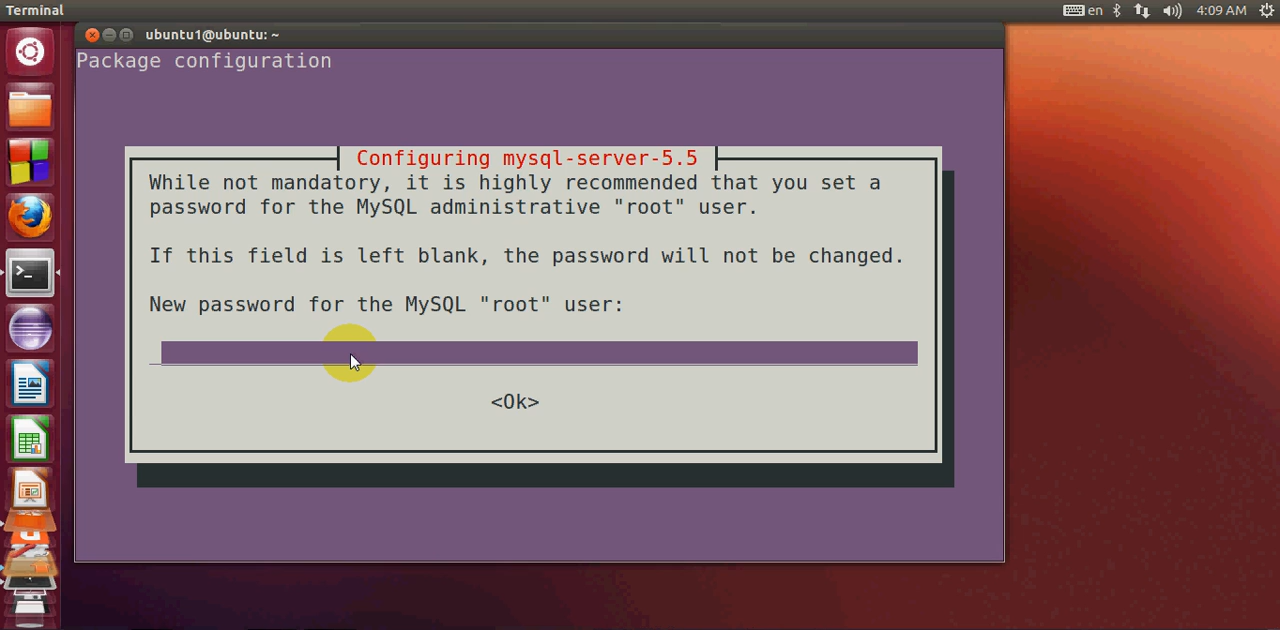 Terminal
en
4:09 AM
ubuntu1@ubuntu: ~
Package configuration
Configuring mysql-server-5.5
While not mandatory, it is highly recommended that you set a
password for the MySQL administrative "root" user.
If this field is left blank, the password will not be changed.
New password for the MySQL "root" user:
<Ok>